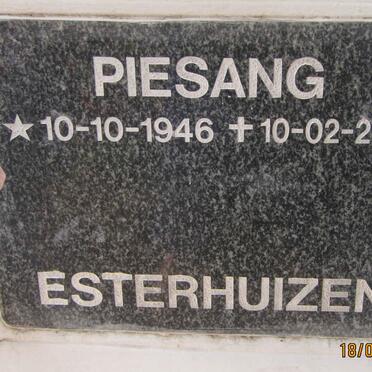 PIESANG
★ 10-10-1946 ✝ 10-02-2
ESTERHUIZEN
18/0